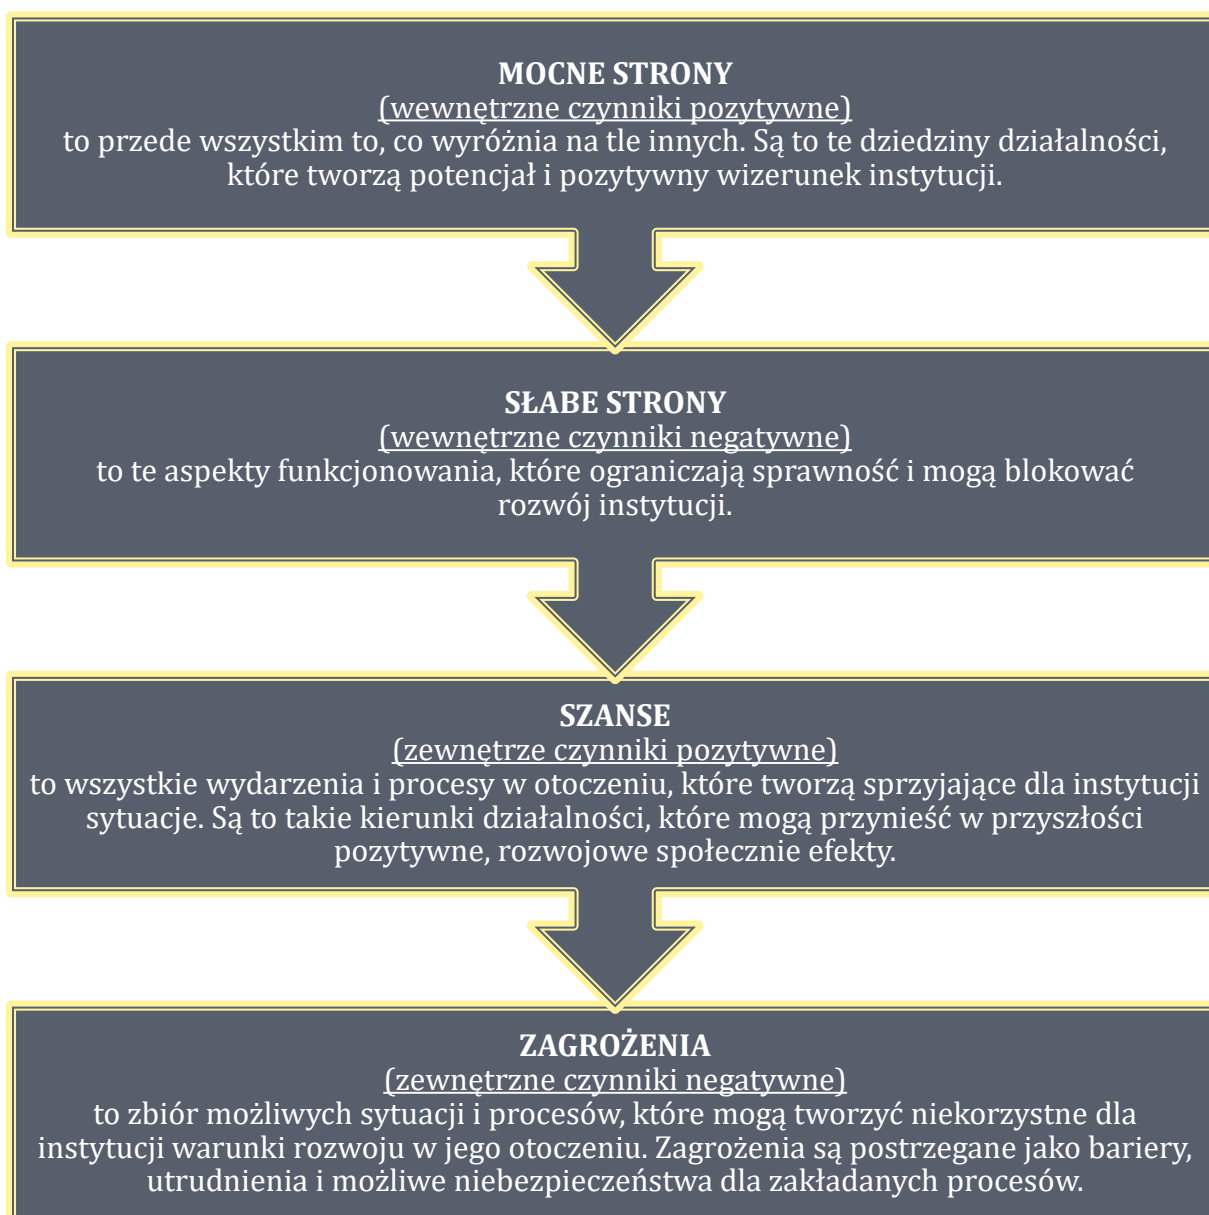 MOCNE STRONY
(wewnętrzne czynniki pozytywne)
to przede wszystkim to, co wyróżnia na tle innych. Są to te dziedziny działalności,
które tworzą potencjał i pozytywny wizerunek instytucji.
SŁABE STRONY
(wewnętrzne czynniki negatywne)
to te aspekty funkcjonowania, które ograniczają sprawność i mogą blokować
rozwój instytucji.
SZANSE
(zewnętrze czynniki pozytywne)
to wszystkie wydarzenia i procesy w otoczeniu, które tworzą sprzyjające dla instytucji
sytuacje. Są to takie kierunki działalności, które mogą przynieść w przyszłości
pozytywne, rozwojowe społecznie efekty.
ZAGROŻENIA
(zewnętrzne czynniki negatywne)
to zbiór możliwych sytuacji i procesów, które mogą tworzyć niekorzystne dla
instytucji warunki rozwoju w jego otoczeniu. Zagrożenia są postrzegane jako bariery,
utrudnienia i możliwe niebezpieczeństwa dla zakładanych procesów.